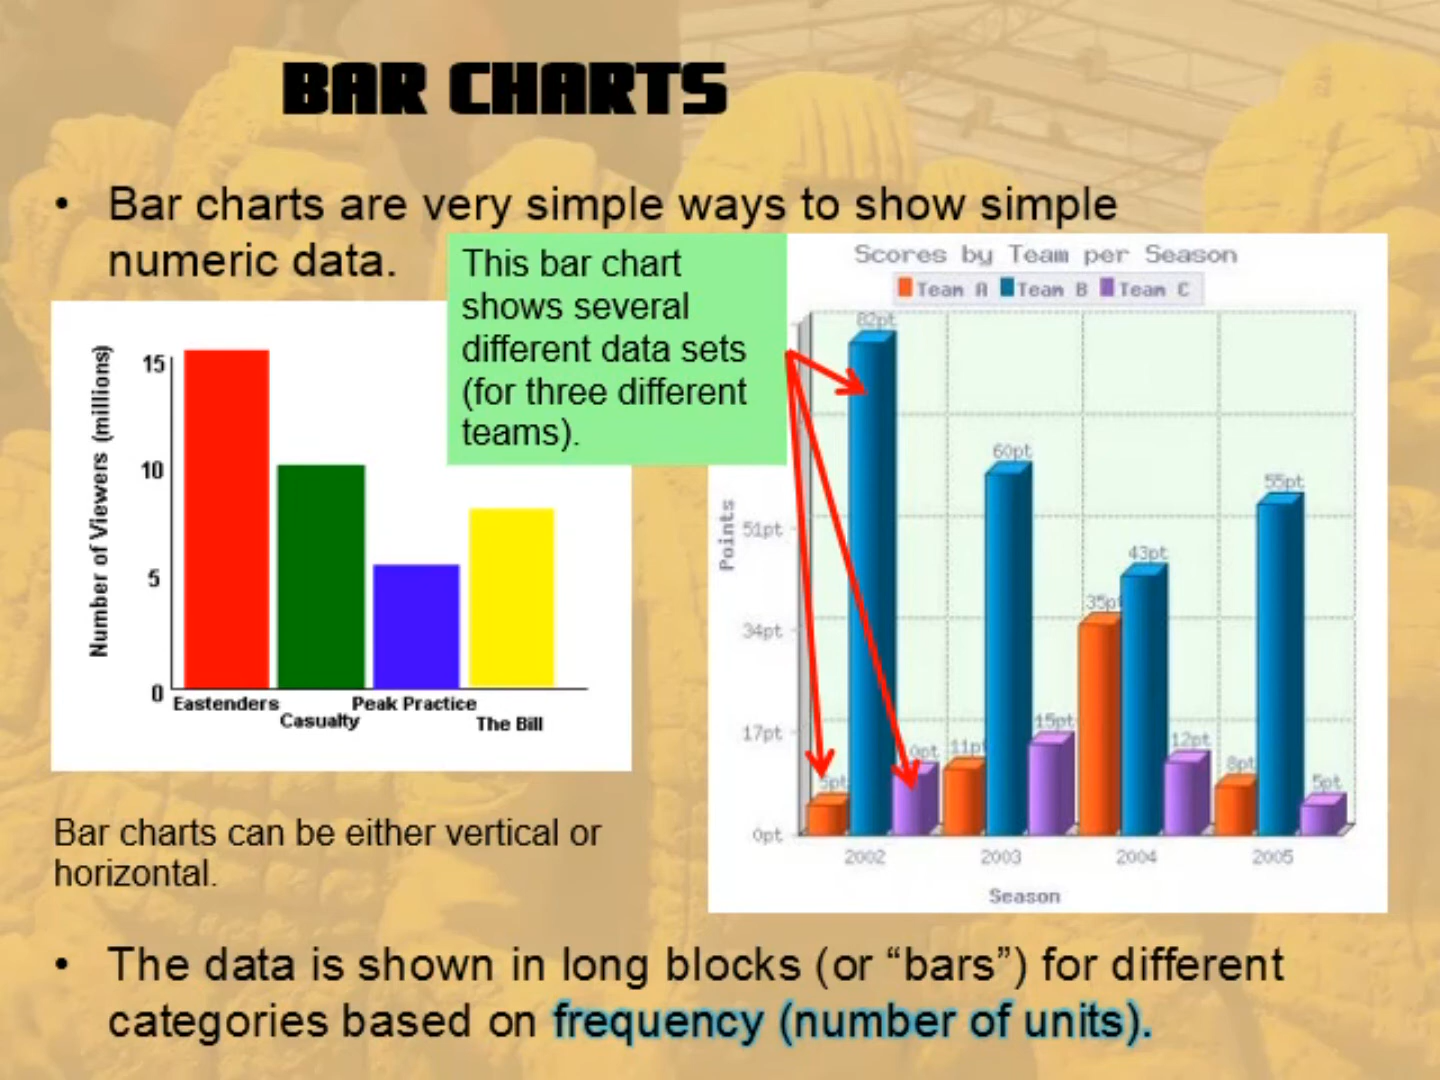 BAR CHARTS
• Bar charts are very simple ways to show simple
numeric data.
This bar chart
shows several
different data sets
(for three different
teams).
Number of Viewers (millions)
15
10
5
0
Eastenders
Casualty
Peak Practice
The Bill
Scores by Team per Season
Team A Team B Team C
Points
51pt
34pt
17pt
0pt
5pt
82pt
0pt
11pt
60pt
15pt
35pt
43pt
12pt
8pt
55pt
5pt
2002 2003 2004 2005
Season
Bar charts can be either vertical or
horizontal.
• The data is shown in long blocks (or “bars”) for different
categories based on frequency (number of units).